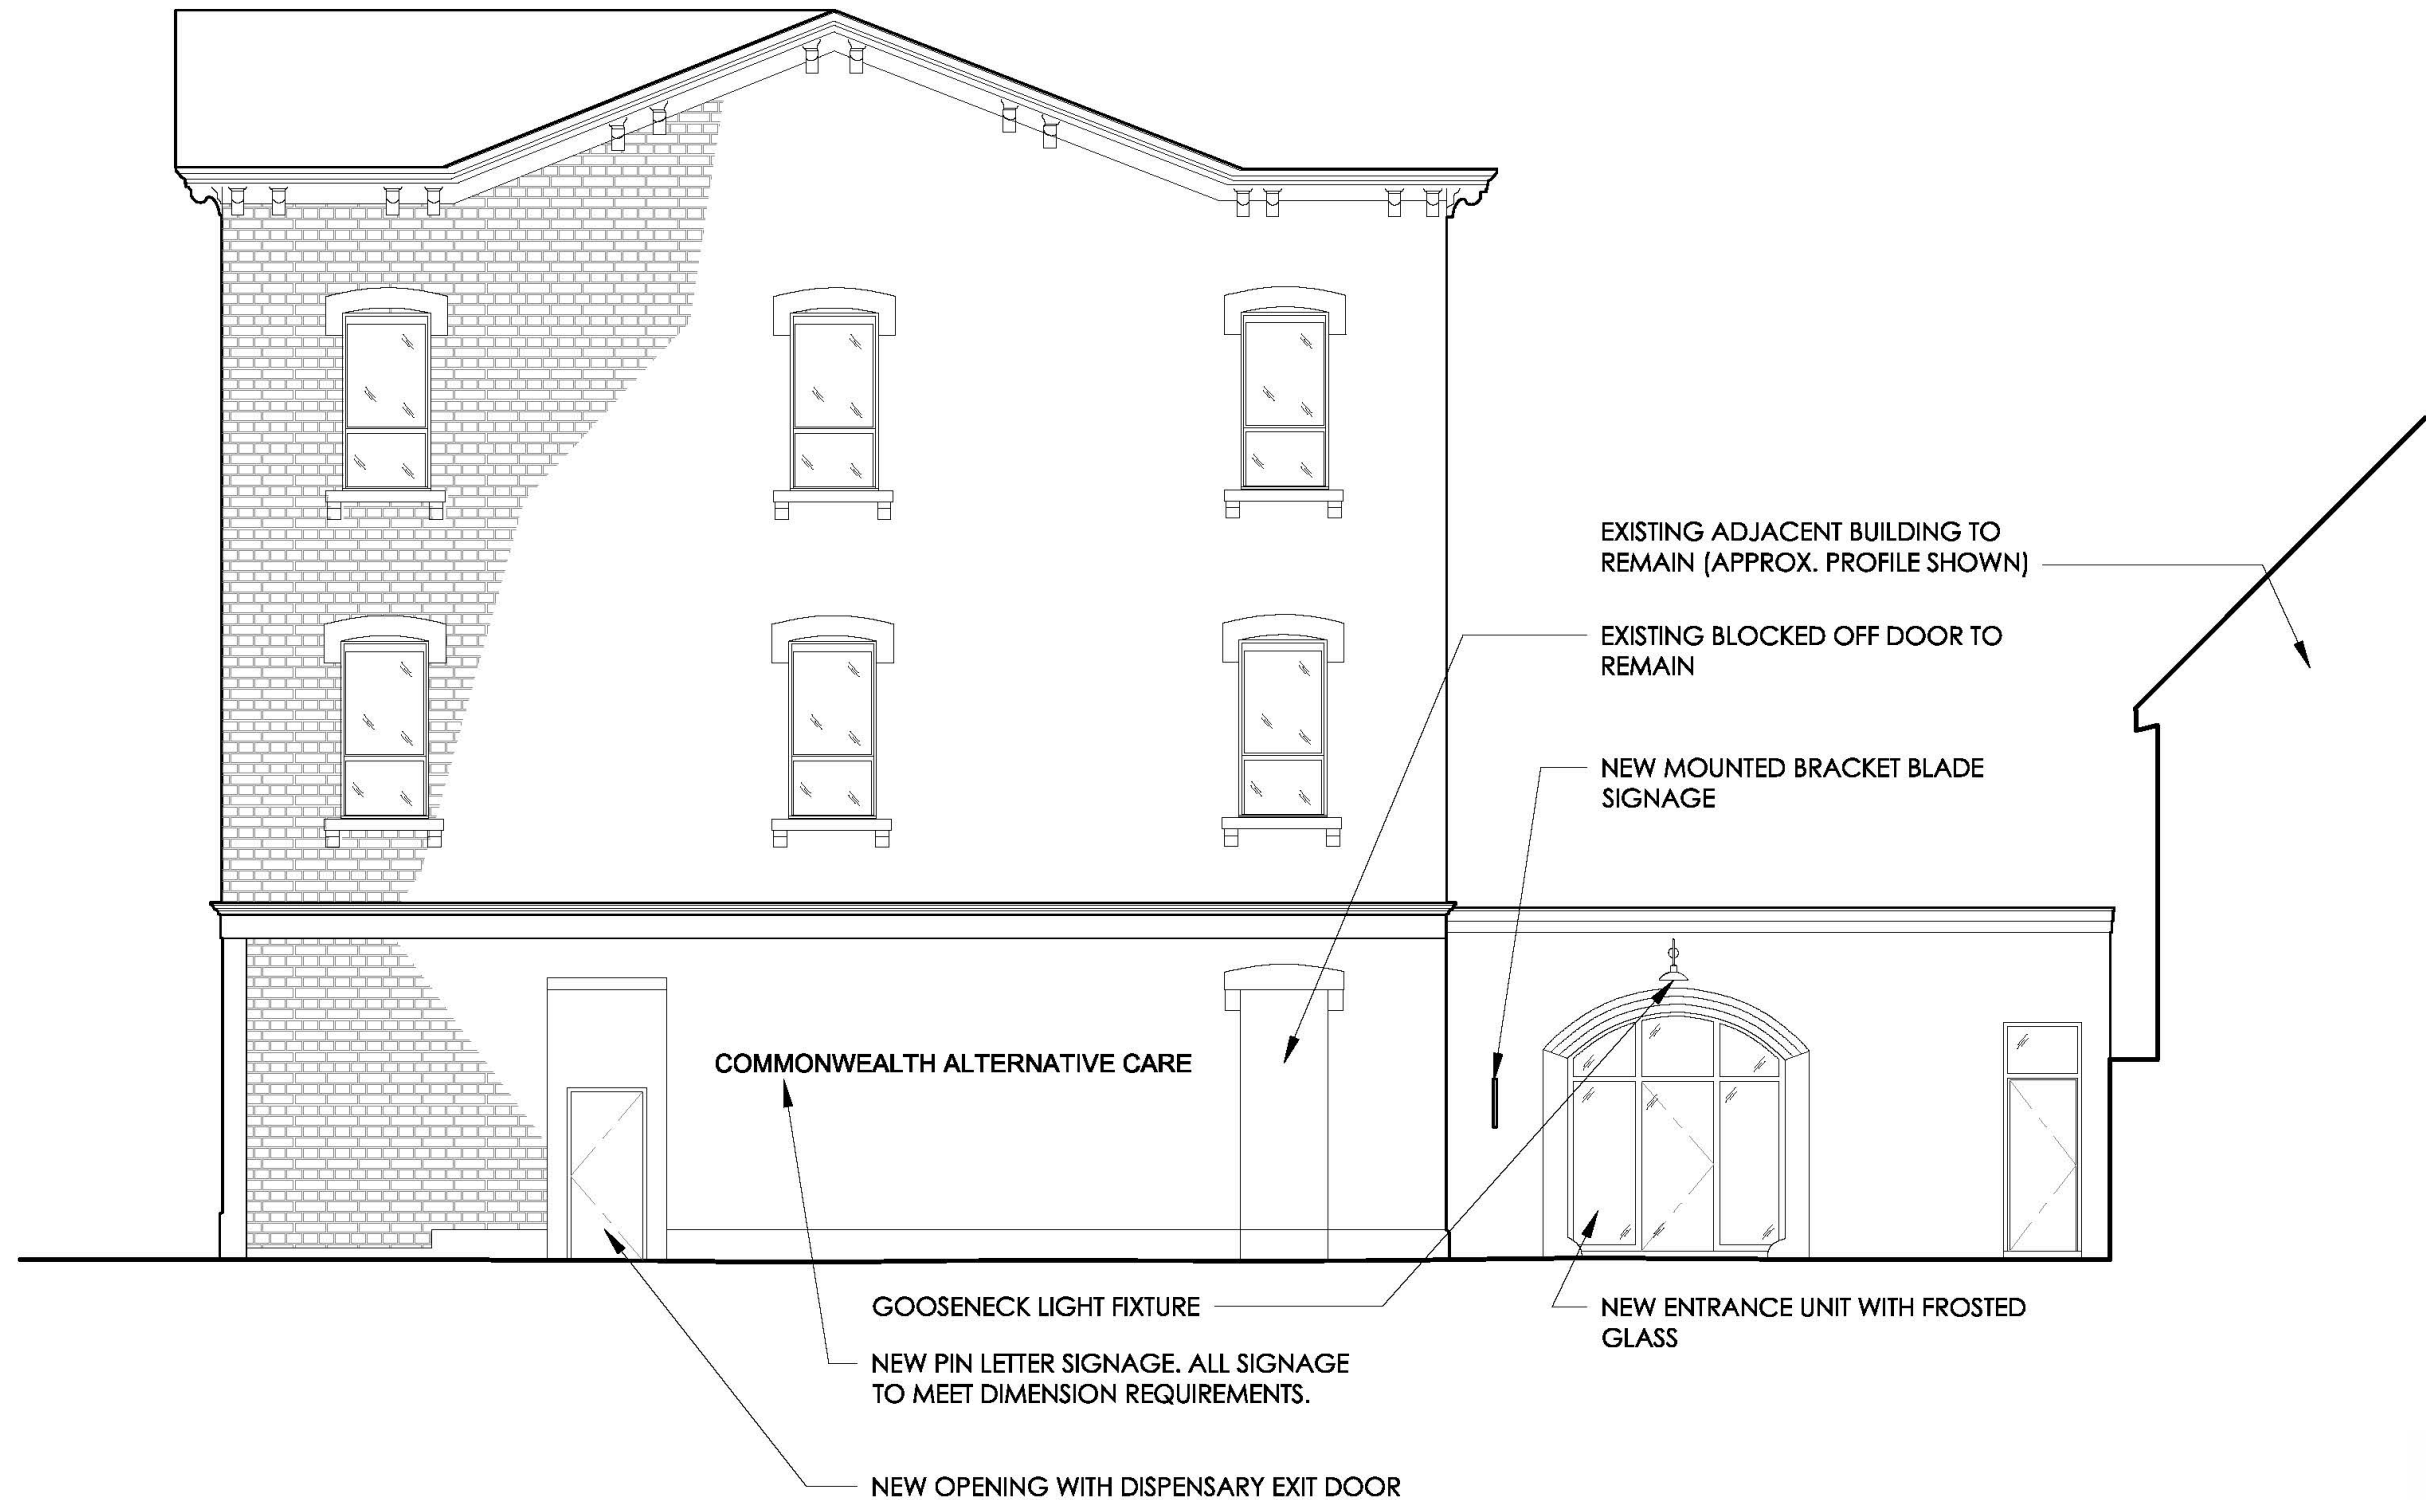 EXISTING ADJACENT BUILDING TO
REMAIN (APPROX. PROFILE SHOWN)
EXISTING BLOCKED OFF DOOR TO
REMAIN
NEW MOUNTED BRACKET BLADE
SIGNAGE
COMMONWEALTH ALTERNATIVE CARE
GOOSENECK LIGHT FIXTURE
NEW ENTRANCE UNIT WITH FROSTED
GLASS
NEW PIN LETTER SIGNAGE. ALL SIGNAGE
TO MEET DIMENSION REQUIREMENTS.
NEW OPENING WITH DISPENSARY EXIT DOOR